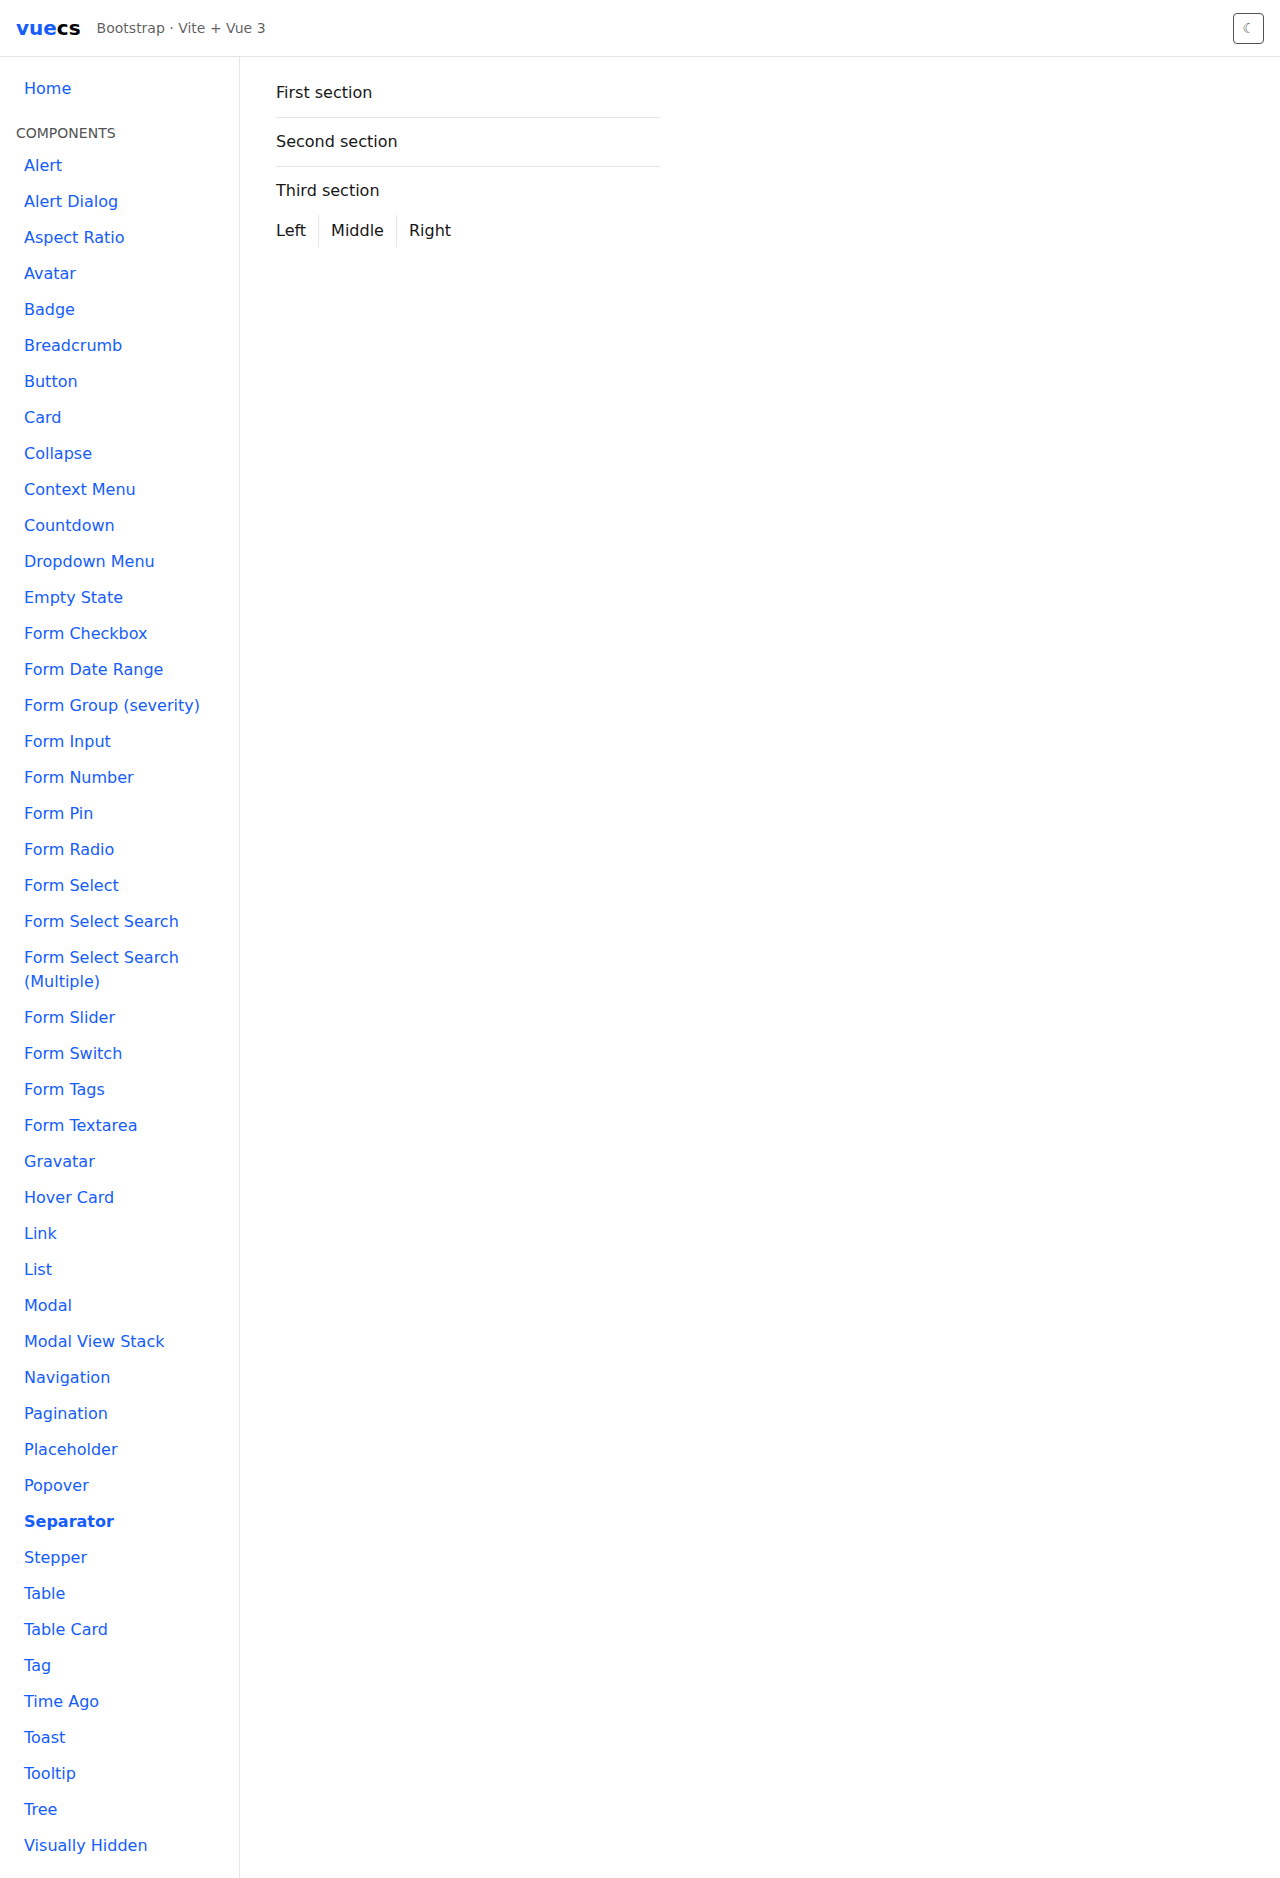 vuecs Bootstrap · Vite + Vue 3
Home
COMPONENTS
Alert
Alert Dialog
Aspect Ratio
Avatar
Badge
Breadcrumb
Button
Card
Collapse
Context Menu
Countdown
Dropdown Menu
Empty State
Form Checkbox
Form Date Range
Form Group (severity)
Form Input
Form Number
Form Pin
Form Radio
Form Select
Form Select Search
Form Select Search
(Multiple)
Form Slider
Form Switch
Form Tags
Form Textarea
Gravatar
Hover Card
Link
List
Modal
Modal View Stack
Navigation
Pagination
Placeholder
Popover
Separator
Stepper
Table
Table Card
Tag
Time Ago
Toast
Tooltip
Tree
Visually Hidden
First section
Second section
Third section
Left Middle Right